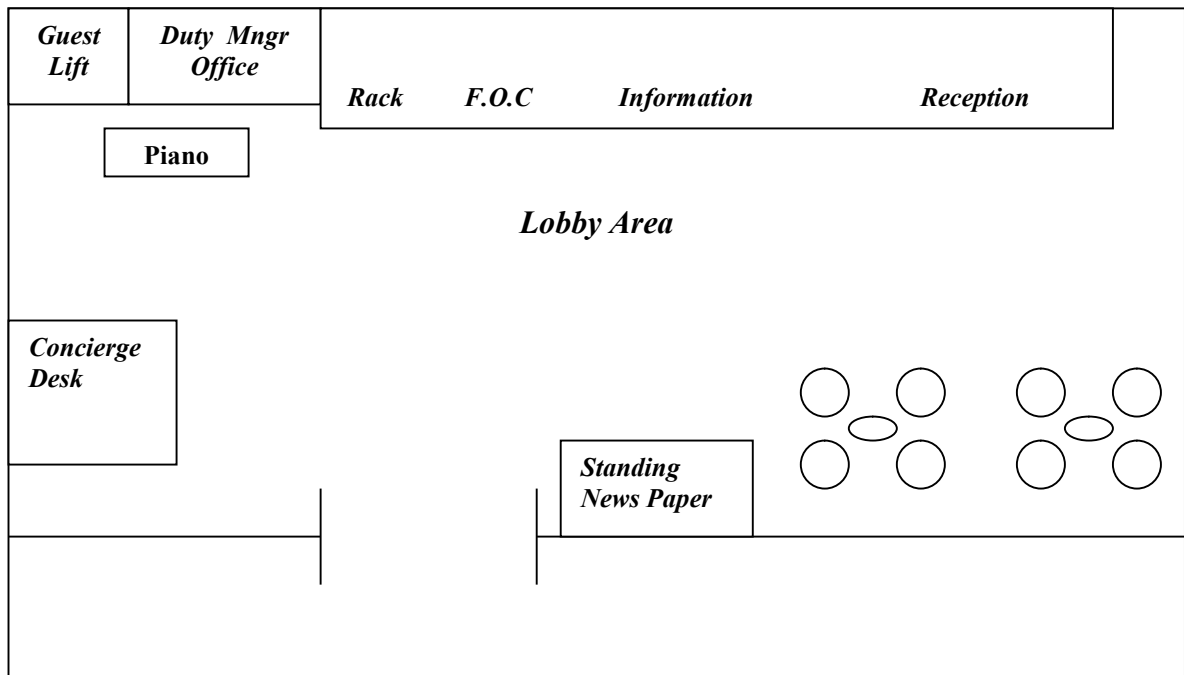 Guest
Lift
Duty Mngr
Office
Rack F.O.C Information Reception
Piano
Lobby Area
Concierge
Desk
Standing
News Paper